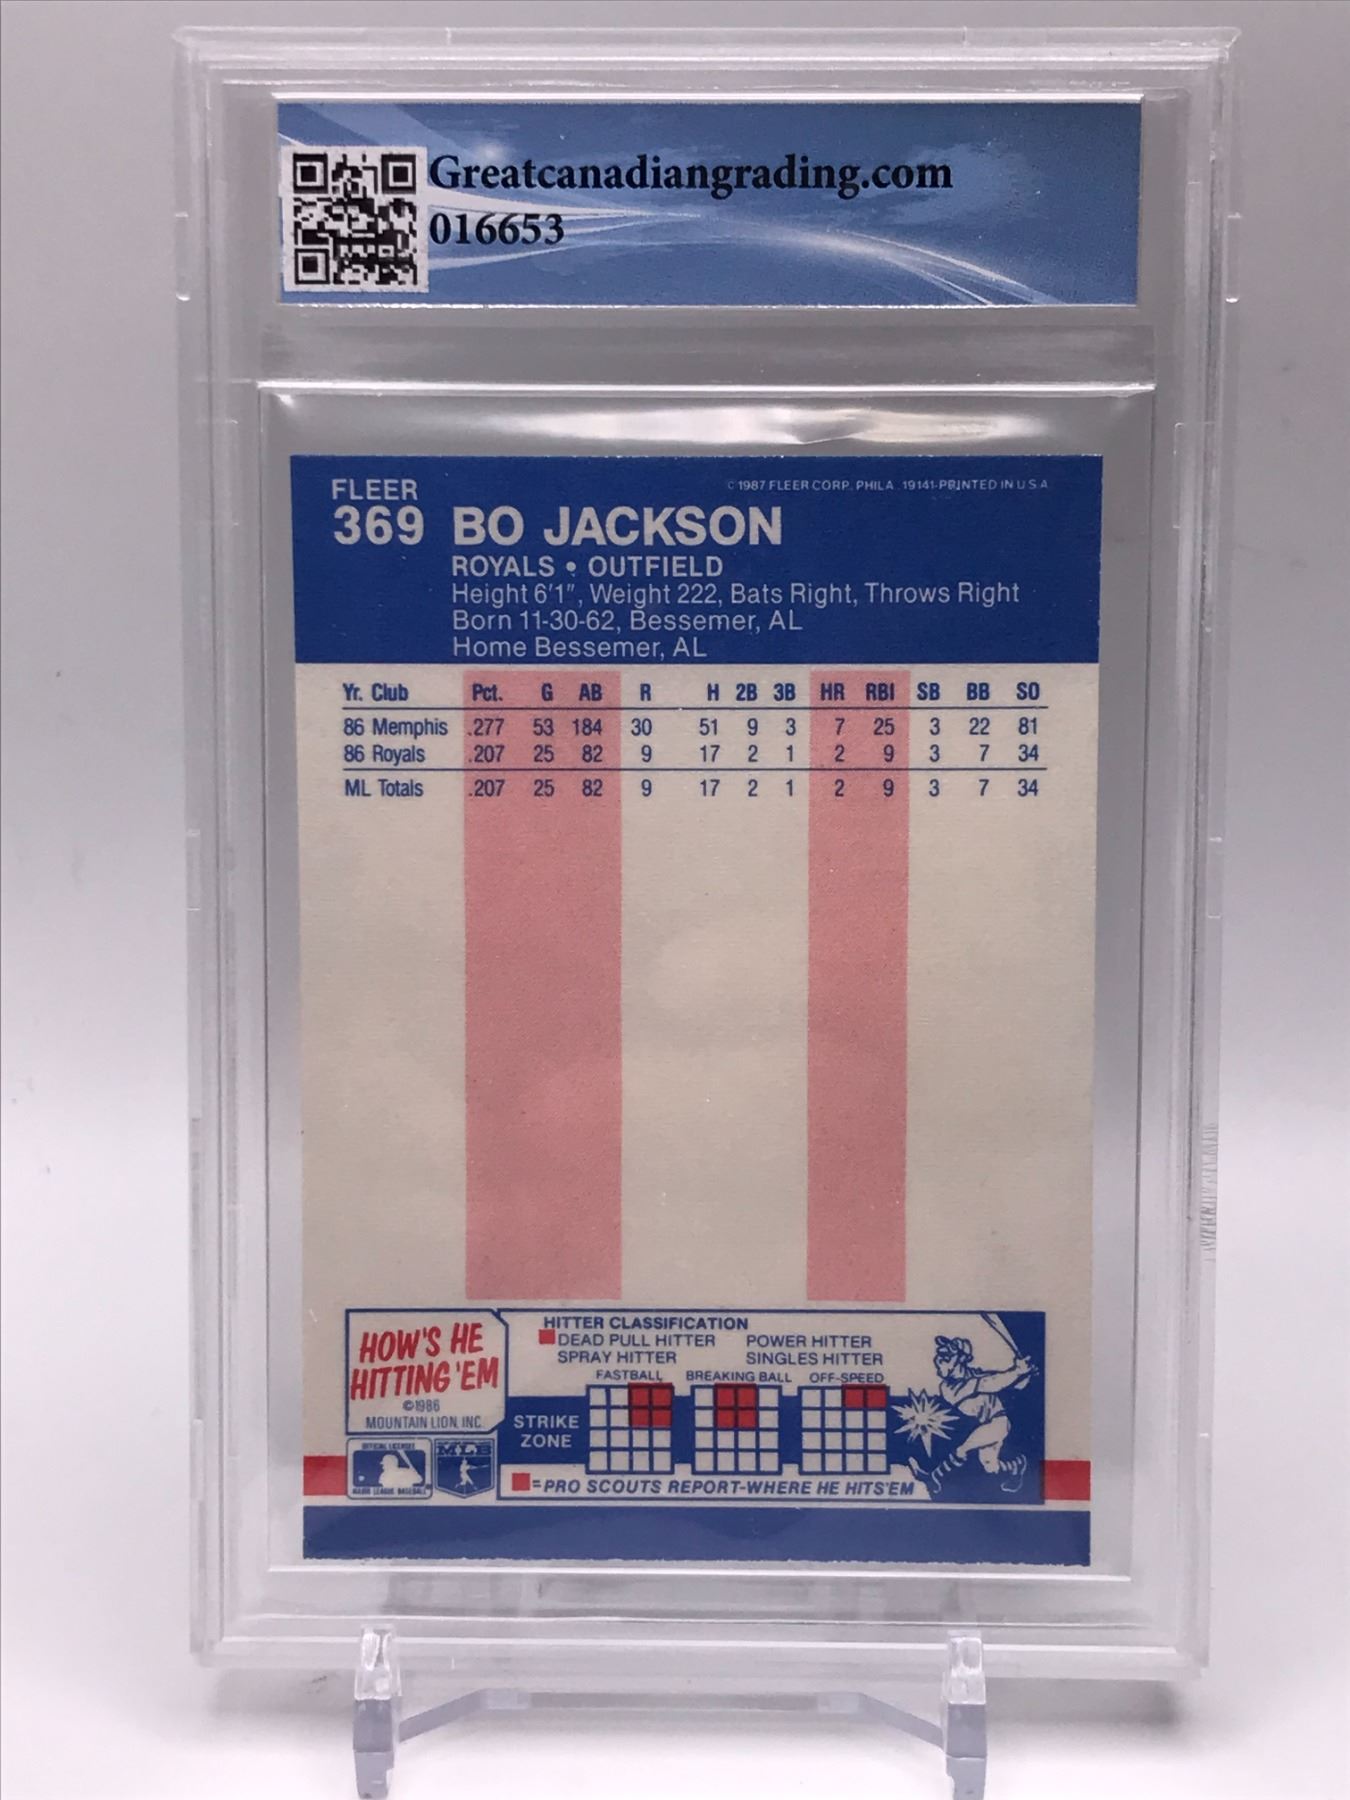 Greatcanadiangrading.com
016653
FLEER
© 1987 FLEER CORP. PHILA. 19141-PRINTED IN U.S.A.
369 BO JACKSON
ROYALS • OUTFIELD
Height 6'1", Weight 222, Bats Right, Throws Right
Born 11-30-62, Bessemer, AL
Home Bessemer, AL
Yr. Club Pct. G AB R H 2B 3B HR RBI SB BB SO
86 Memphis .277 53 184 30 51 9 3 7 25 3 22 81
86 Royals .207 25 82 9 17 2 1 2 9 3 7 34
ML Totals .207 25 82 9 17 2 1 2 9 3 7 34
HOW'S HE
HITTING 'EM
©1986
MOUNTAIN LION, INC.
HITTER CLASSIFICATION
DEAD PULL HITTER POWER HITTER
SPRAY HITTER SINGLES HITTER
FASTBALL BREAKING BALL OFF-SPEED
STRIKE
ZONE
=PRO SCOUTS REPORT-WHERE HE HITS 'EM
OFFICIAL LICENSEE
MAJOR LEAGUE BASEBALL
MLB